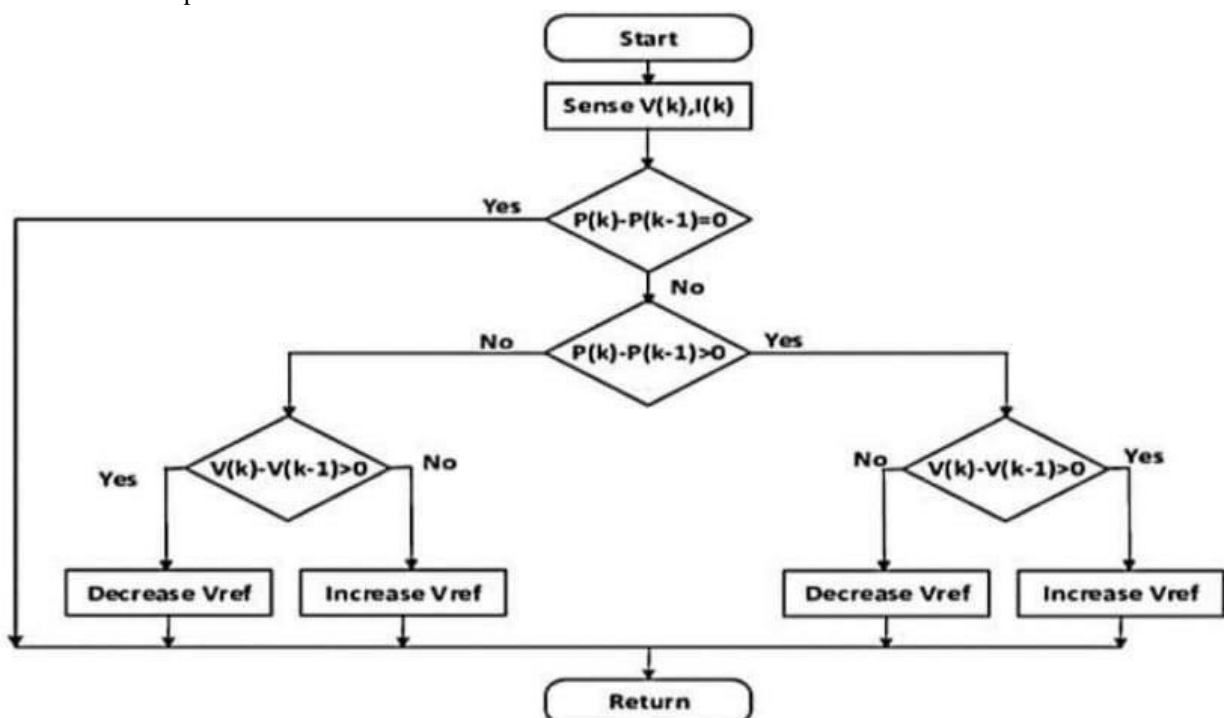 Start
Sense V(k),I(k)
Yes
P(k)-P(k-1)=0
No
No
P(k)-P(k-1)>0
Yes
Yes
V(k)-V(k-1)>0
No
No
V(k)-V(k-1)>0
Yes
Decrease Vref
Increase Vref
Decrease Vref
Increase Vref
Return